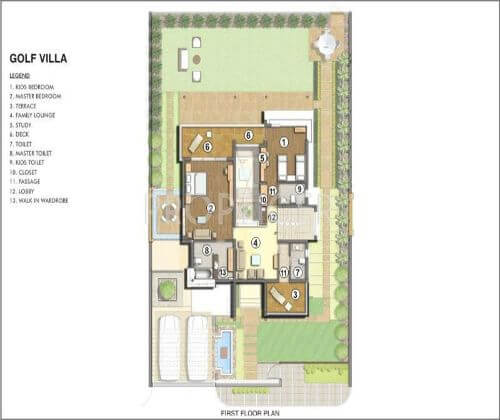 GOLF VILLA
LEGEND
1. KIDS BEDROOM
2. MASTER BEDROOM
3. TERRACE
4. FAMILY LOUNGE
5. STUDY
6. DECK
7. TOILET
8. MASTER TOILET
9. KIDS TOILET
10. CLOSET
11. PASSAGE
12. LOBBY
13. WALK IN WARDROBE
6
6
1
5
2
11
9
10
12
4
8
13
11
7
3
FIRST FLOOR PLAN